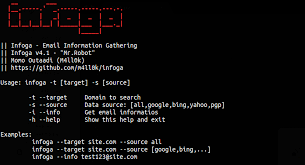 Infoga
|| Infoga - Email Information Gathering
|| Infoga v4.1 - "Mr.Robot"
|| Momo Outaadi (M4ll0k)
|| https://github.com/m4ll0k/infoga
Usage: infoga -t [target] -s [source]
-t --target Domain to search
-s --source Data source: [all,google,bing,yahoo,pgp]
-i --info Get email informatios
-h --help Show this help and exit
Examples:
infoga --target site.com --source all
infoga --target site.com --source [google,bing,...]
infoga --info test123@site.com